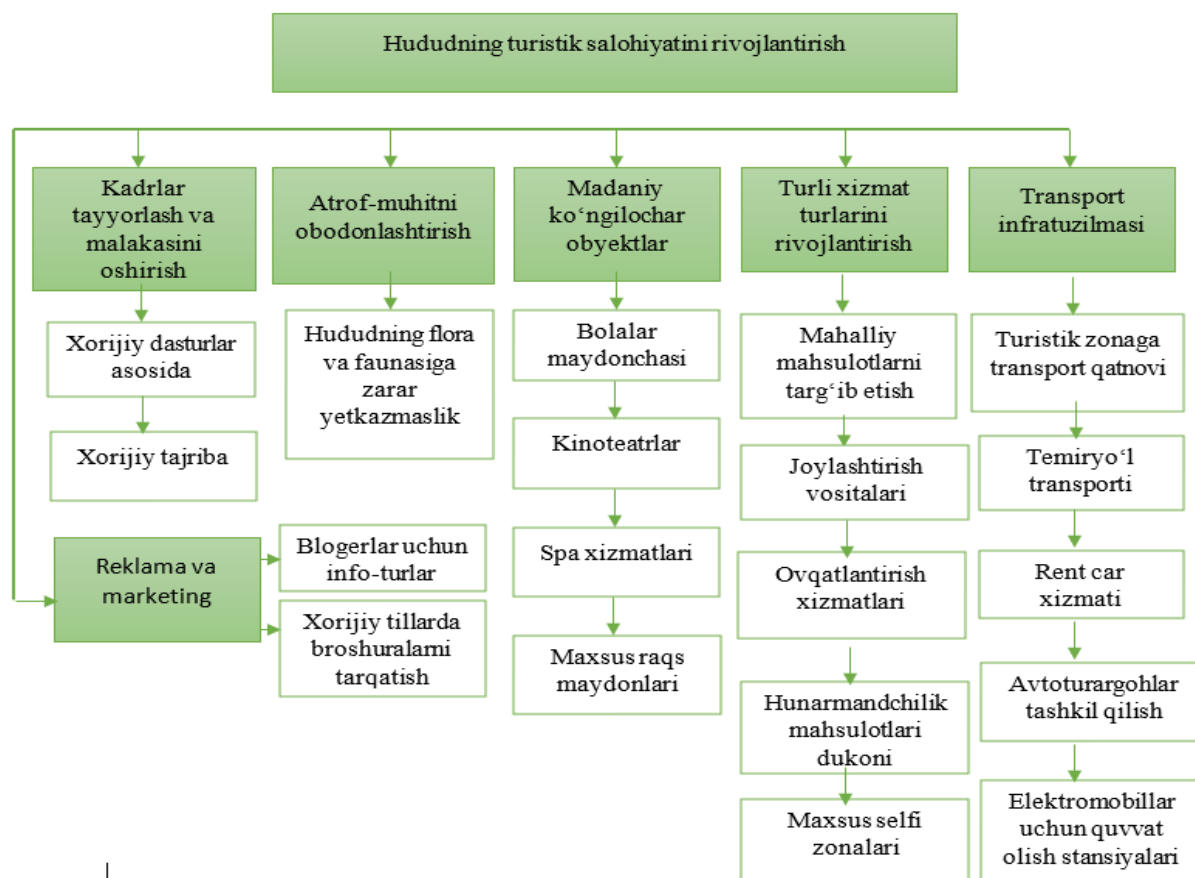 Hududning turistik salohiyatini rivojlantirish
Kadrlar
tayyorlash va
malakasini
oshirish
Atrof-muhitni
obodonlashtirish
Madaniy
ko‘ngilochar
obyektlar
Turli xizmat
turlarini
rivojlantirish
Transport
infratuzilmasi
Xorijiy dasturlar
asosida
Xorijiy tajriba
Hududning flora
va faunasiga
zarar
yetkazmaslik
Bolalar
maydonchasi
Kinoteatrlar
Spa xizmatlari
Maxsus raqs
maydonlari
Mahalliy
mahsulotlarni
targ‘ib etish
Joylashtirish
vositalari
Ovqatlantirish
xizmatlari
Hunarmandchilik
mahsulotlari
dukoni
Maxsus selfi
zonalari
Turistik zonaga
transport qatnovi
Temiryo‘l
transporti
Rent car
xizmati
Avtoturargohlar
tashkil qilish
Elektromobillar
uchun quvvat
olish stansiyalari
Reklama va
marketing
Blogerlar uchun
info-turlar
Xorijiy tillarda
broshuralarni
tarqatish